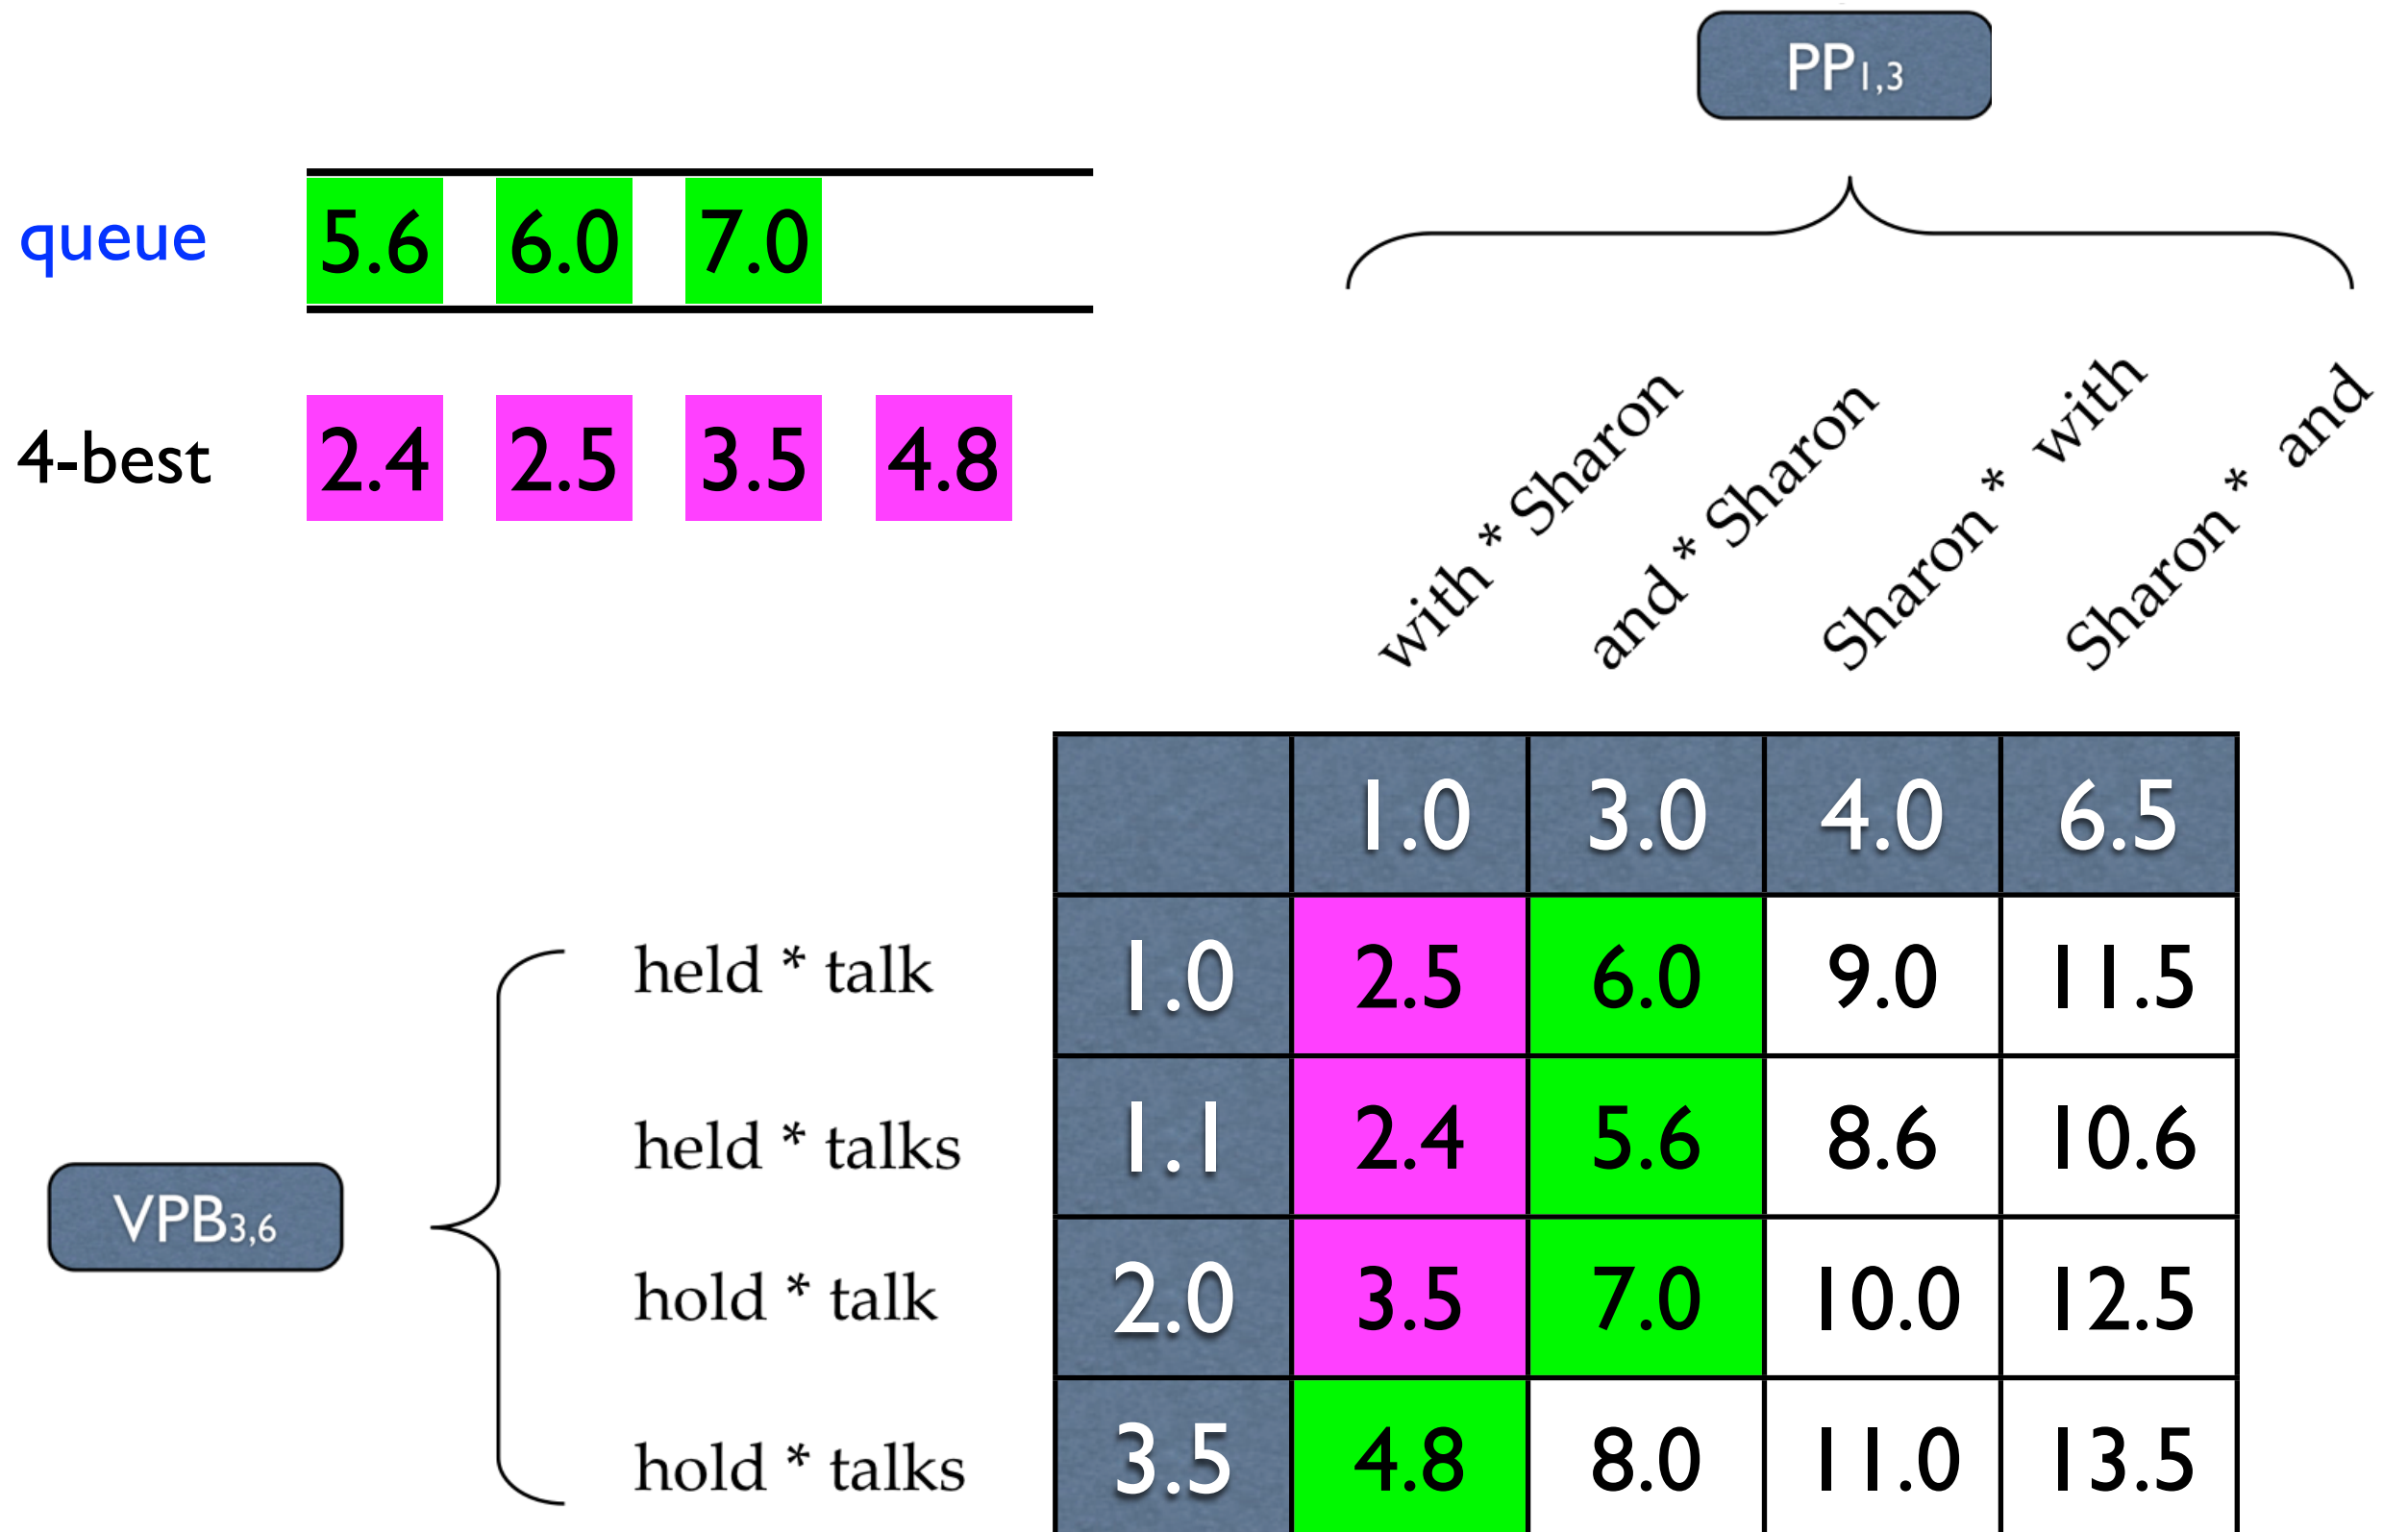 PP1,3
queue 5.6 6.0 7.0
4-best 2.4 2.5 3.5 4.8
with * Sharon
and * Sharon
Sharon * with
Sharon * and
1.0 3.0 4.0 6.5
held * talk 1.0 2.5 6.0 9.0 11.5
held * talks 1.1 2.4 5.6 8.6 10.6
VPB3,6
hold * talk 2.0 3.5 7.0 10.0 12.5
hold * talks 3.5 4.8 8.0 11.0 13.5